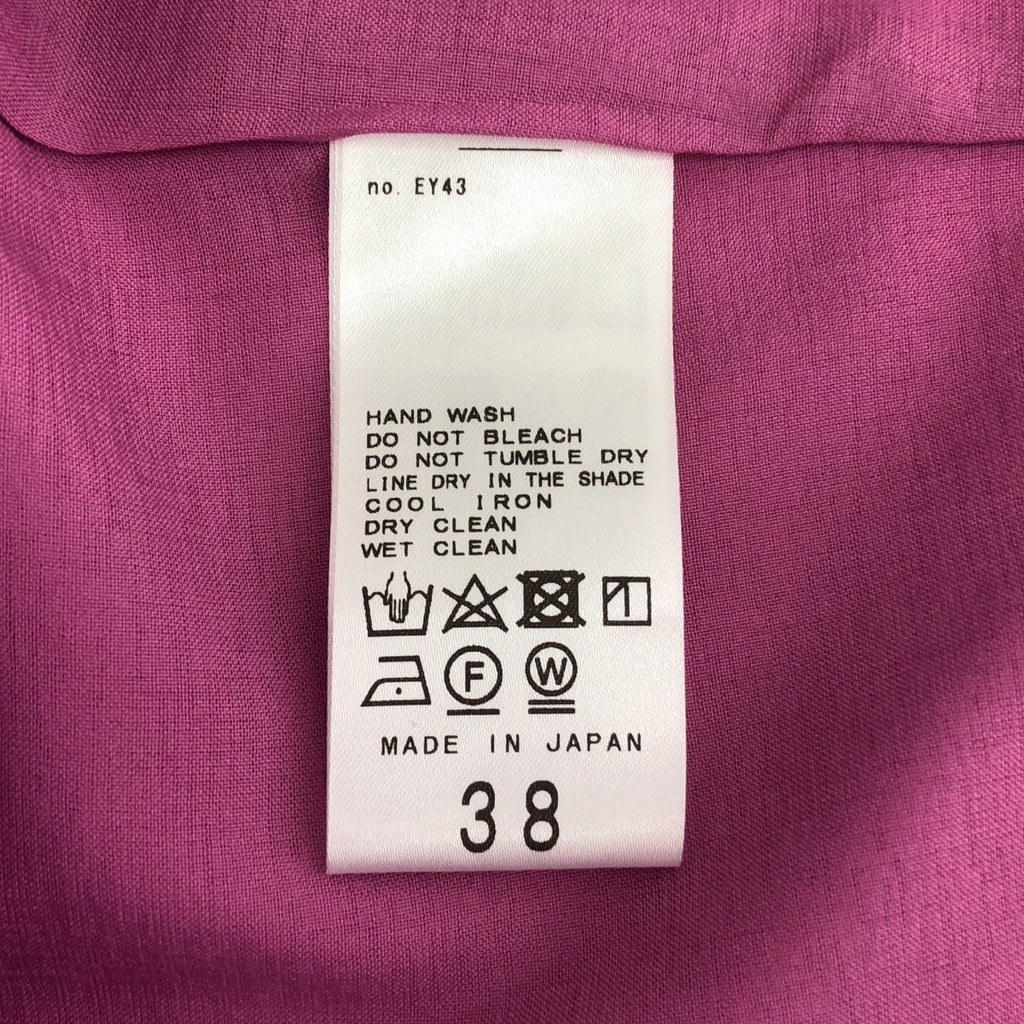 no. EY43
HAND WASH
DO NOT BLEACH
DO NOT TUMBLE DRY
LINE DRY IN THE SHADE
COOL IRON
DRY CLEAN
WET CLEAN
F W
MADE IN JAPAN
38